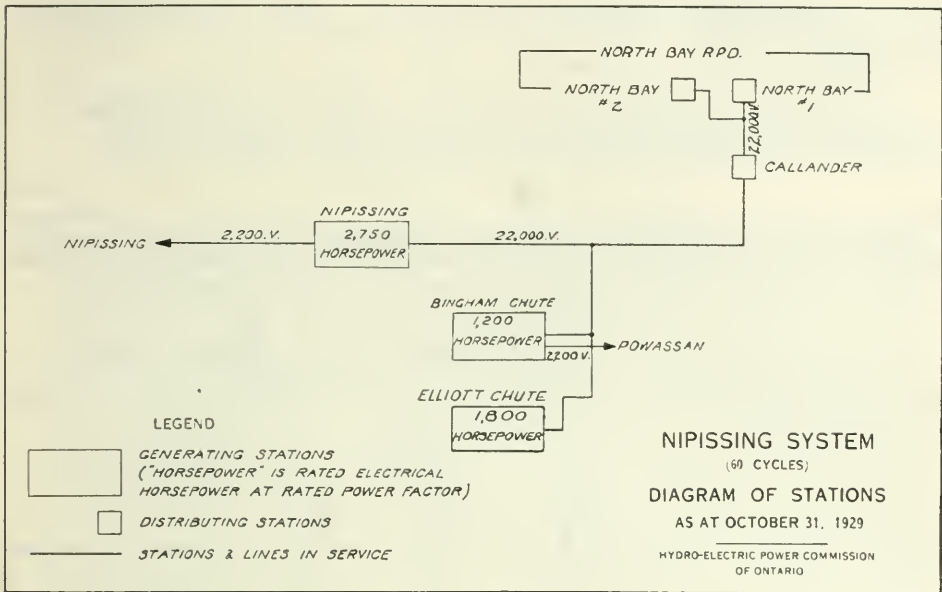 NORTH BAY R.P.D.
NORTH BAY
#2
NORTH BAY
#1
22,000V.
CALLANDER
NIPISSING
2,750
HORSEPOWER
NIPISSING
2,200.V.
22,000.V.
BINGHAM CHUTE
1,200
HORSEPOWER
2200 V.
POWASSAN
ELLIOTT CHUTE
1,800
HORSEPOWER
LEGEND
GENERATING STATIONS
("HORSEPOWER" IS RATED ELECTRICAL
HORSEPOWER AT RATED POWER FACTOR)
DISTRIBUTING STATIONS
STATIONS & LINES IN SERVICE
NIPISSING SYSTEM
(60 CYCLES)
DIAGRAM OF STATIONS
AS AT OCTOBER 31, 1929
HYDRO-ELECTRIC POWER COMMISSION
OF ONTARIO